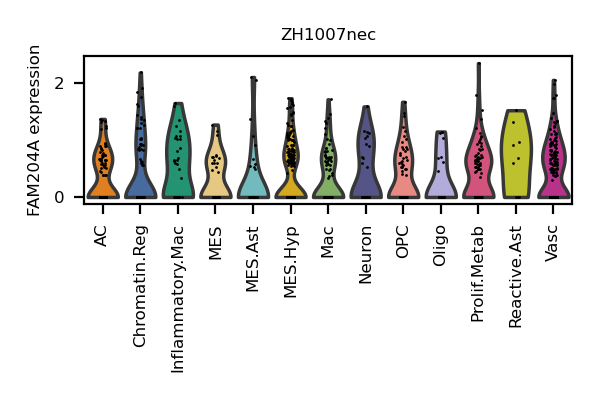 ZH1007nec
FAM204A expression
2
0
AC
Chromatin.Reg
Inflammatory.Mac
MES
MES.Ast
MES.Hyp
Mac
Neuron
OPC
Oligo
Prolif.Metab
Reactive.Ast
Vasc